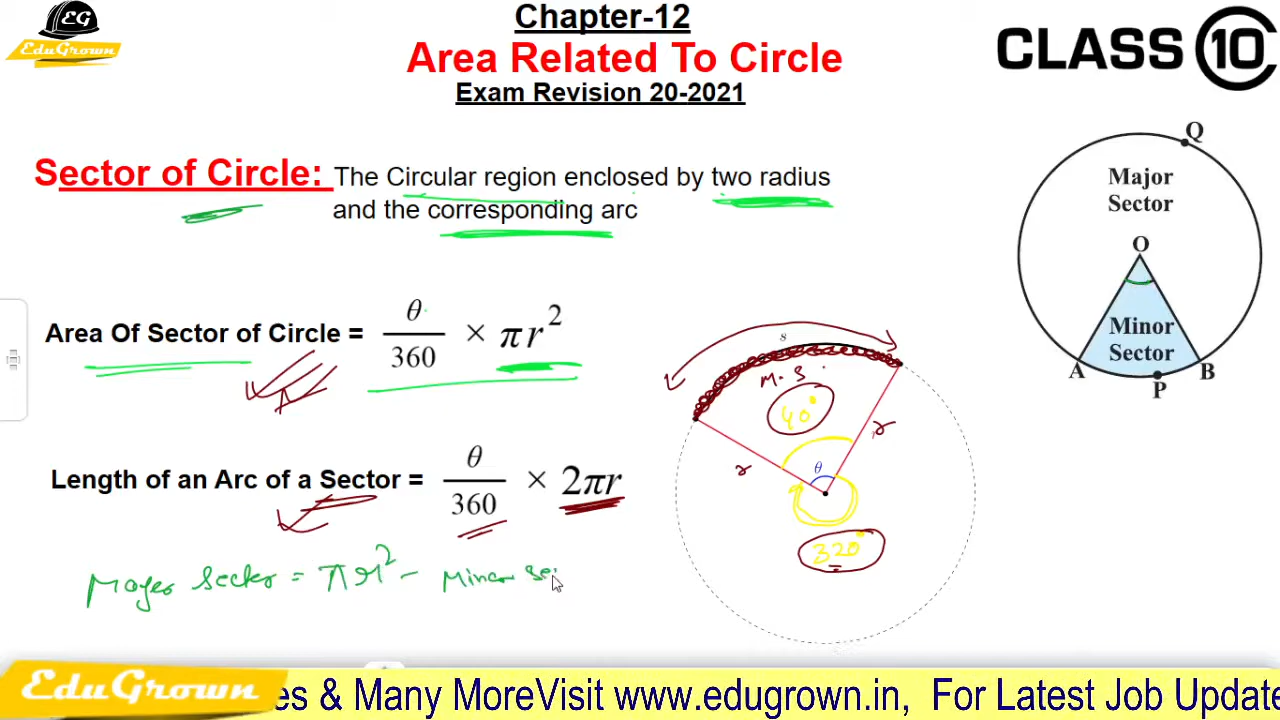 EG
EduGrown
Chapter-12
Area Related To Circle
Exam Revision 20-2021
CLASS 10
Sector of Circle: The Circular region enclosed by two radius
and the corresponding arc
Area Of Sector of Circle = θ/360 × πr²
Length of an Arc of a Sector = θ/360 × 2πr
Major Sector = πr² - Minor Se
s
M.S.
40°
r
r
θ
320°
Q
Major
Sector
O
Minor
Sector
A
B
P
EduGrown
es & Many MoreVisit www.edugrown.in, For Latest Job Update